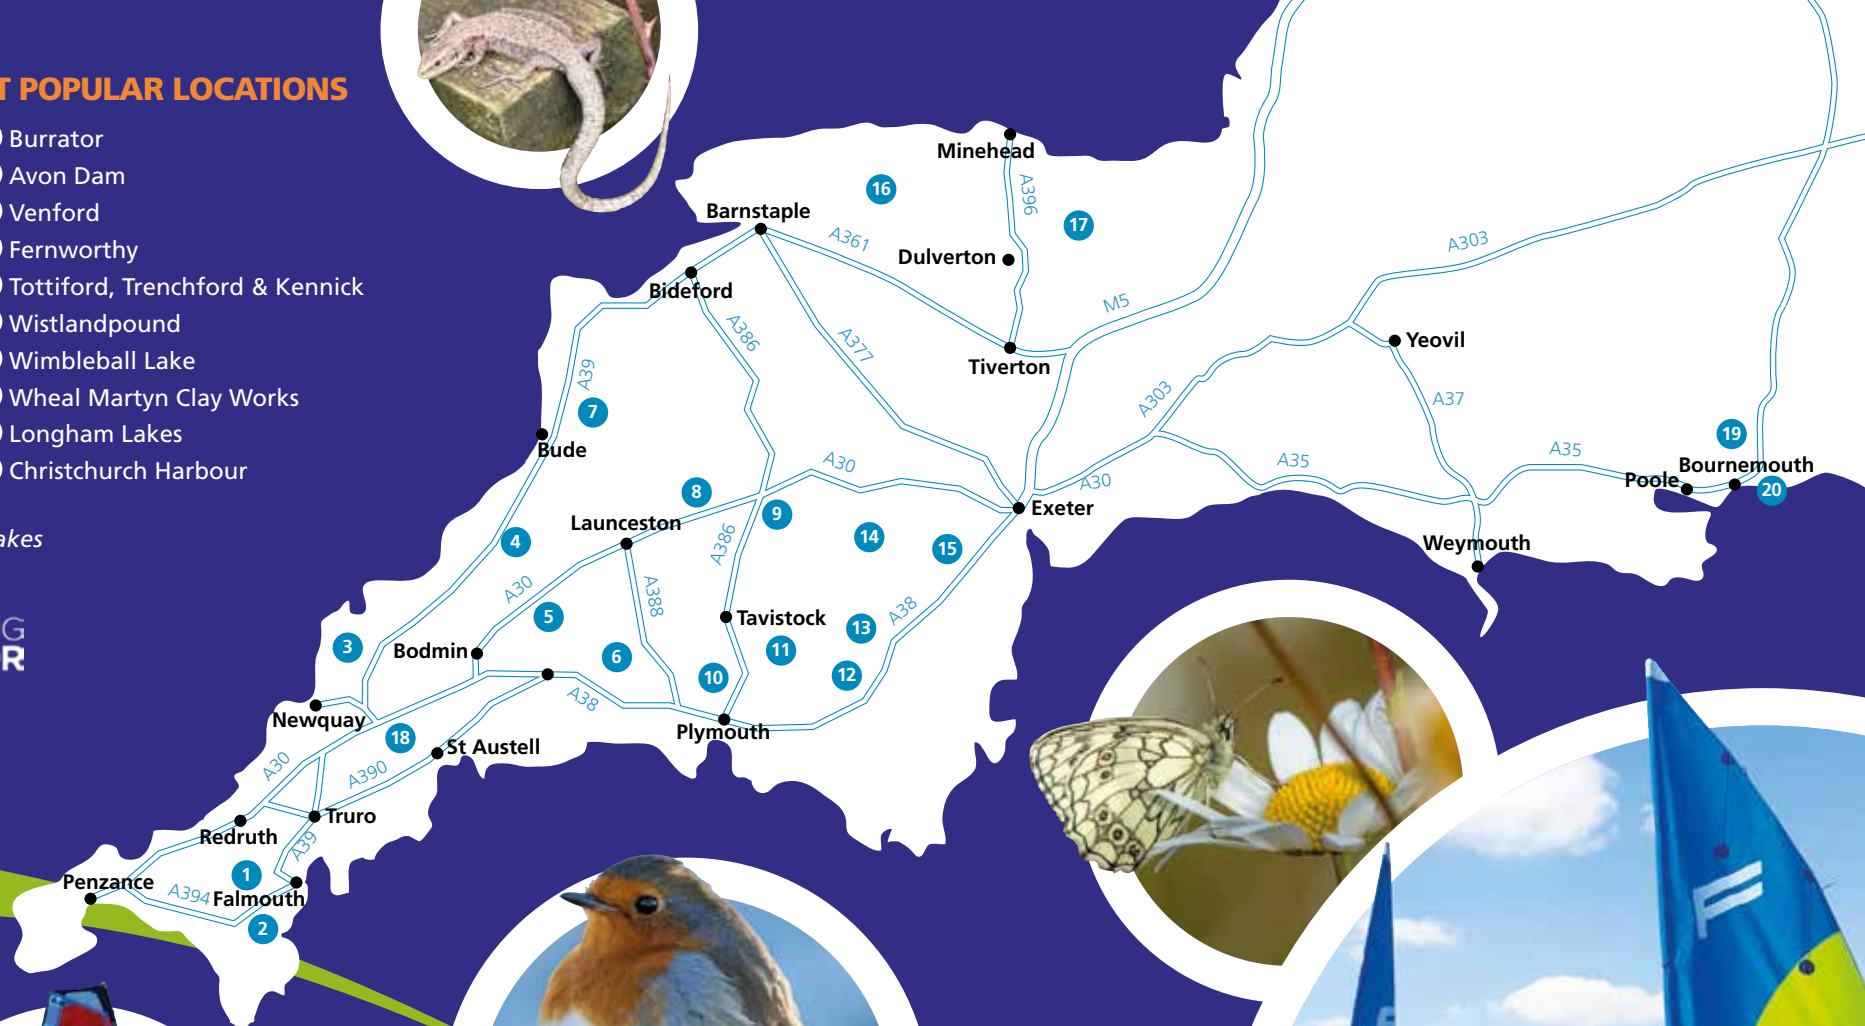 T POPULAR LOCATIONS
Burrator
Avon Dam
Venford
Fernworthy
Tottiford, Trenchford & Kennick
Wistlandpound
Wimbleball Lake
Wheal Martyn Clay Works
Longham Lakes
Christchurch Harbour
akes
G
R
Minehead
16
A396
17
Barnstaple
A361
Dulverton
A303
Bideford
M5
A386
A377
Yeovil
Tiverton
A39
A303
A37
7
19
Bude
A30
A35
A35
Bournemouth
8
A30
Poole
20
9
Exeter
Launceston
4
A386
14
15
Weymouth
A30
A388
5
Tavistock
13
A38
3
Bodmin
6
11
10
12
A38
Newquay
Plymouth
18
St Austell
A30
A390
Truro
Redruth
A39
1
Penzance
A394
Falmouth
2